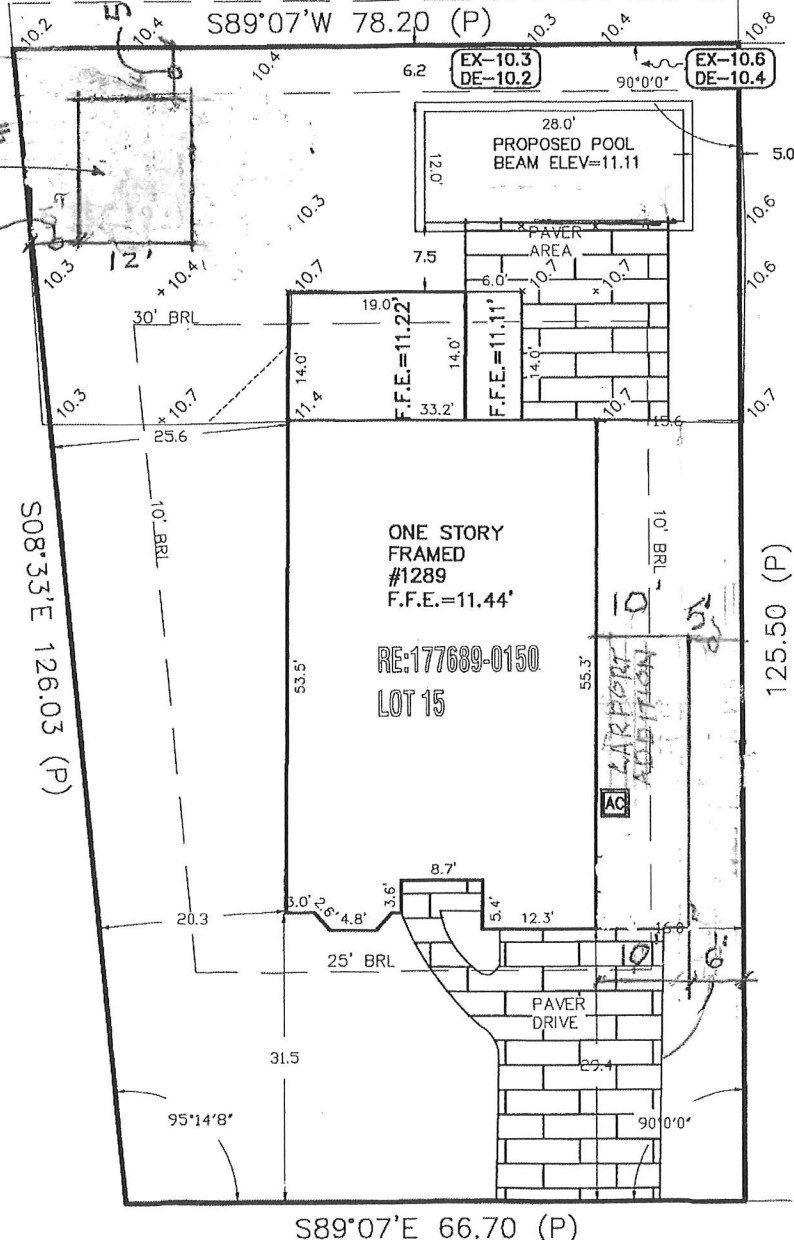 S89°07'W 78.20 (P)
10.2
5'
10.4
10.4
6.2
EX-10.3
DE-10.2
10.3
10.4
90°0'0"
EX-10.6
DE-10.4
10.8
28.0'
PROPOSED POOL
BEAM ELEV=11.11
12.0'
5.0
10.3
10.6
12'
10.3
10.4
10.7
7.5
PAVER
AREA
6.0'
10.7
10.7
10.6
30' BRL
19.0'
F.F.E.=11.22'
F.F.E.=11.11'
14.0'
14.0'
14.0'
33.2'
10.3
10.7
11.4
10.7
15.6
10.7
25.6
10' BRL
ONE STORY
FRAMED
#1289
F.F.E.=11.44'
10' BRL
10'
5'
RE:177689-0150
LOT 15
CARPORT
ADDITION
125.50 (P)
S08°33'E 126.03 (P)
53.5'
55.3'
AC
8.7'
3.0'
2.6'
4.8'
3.6'
5.4'
12.3'
20.3
16.0
10'
6"
25' BRL
PAVER
DRIVE
31.5
29.4
95°14'8"
90°0'0"
S89°07'E 66.70 (P)